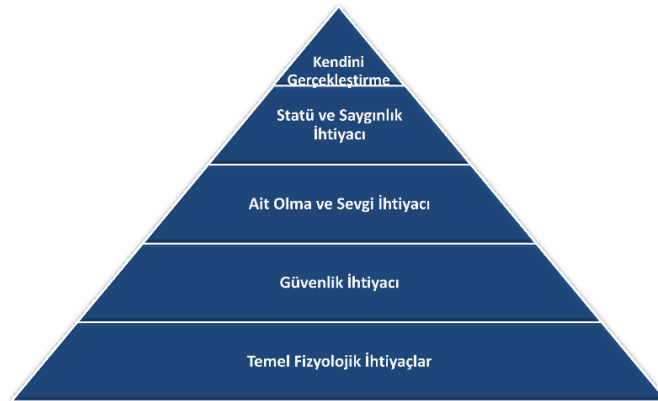 Kendini
Gerçekleştirme
Statü ve Saygınlık
İhtiyacı
Ait Olma ve Sevgi İhtiyacı
Güvenlik İhtiyacı
Temel Fizyolojik İhtiyaçlar